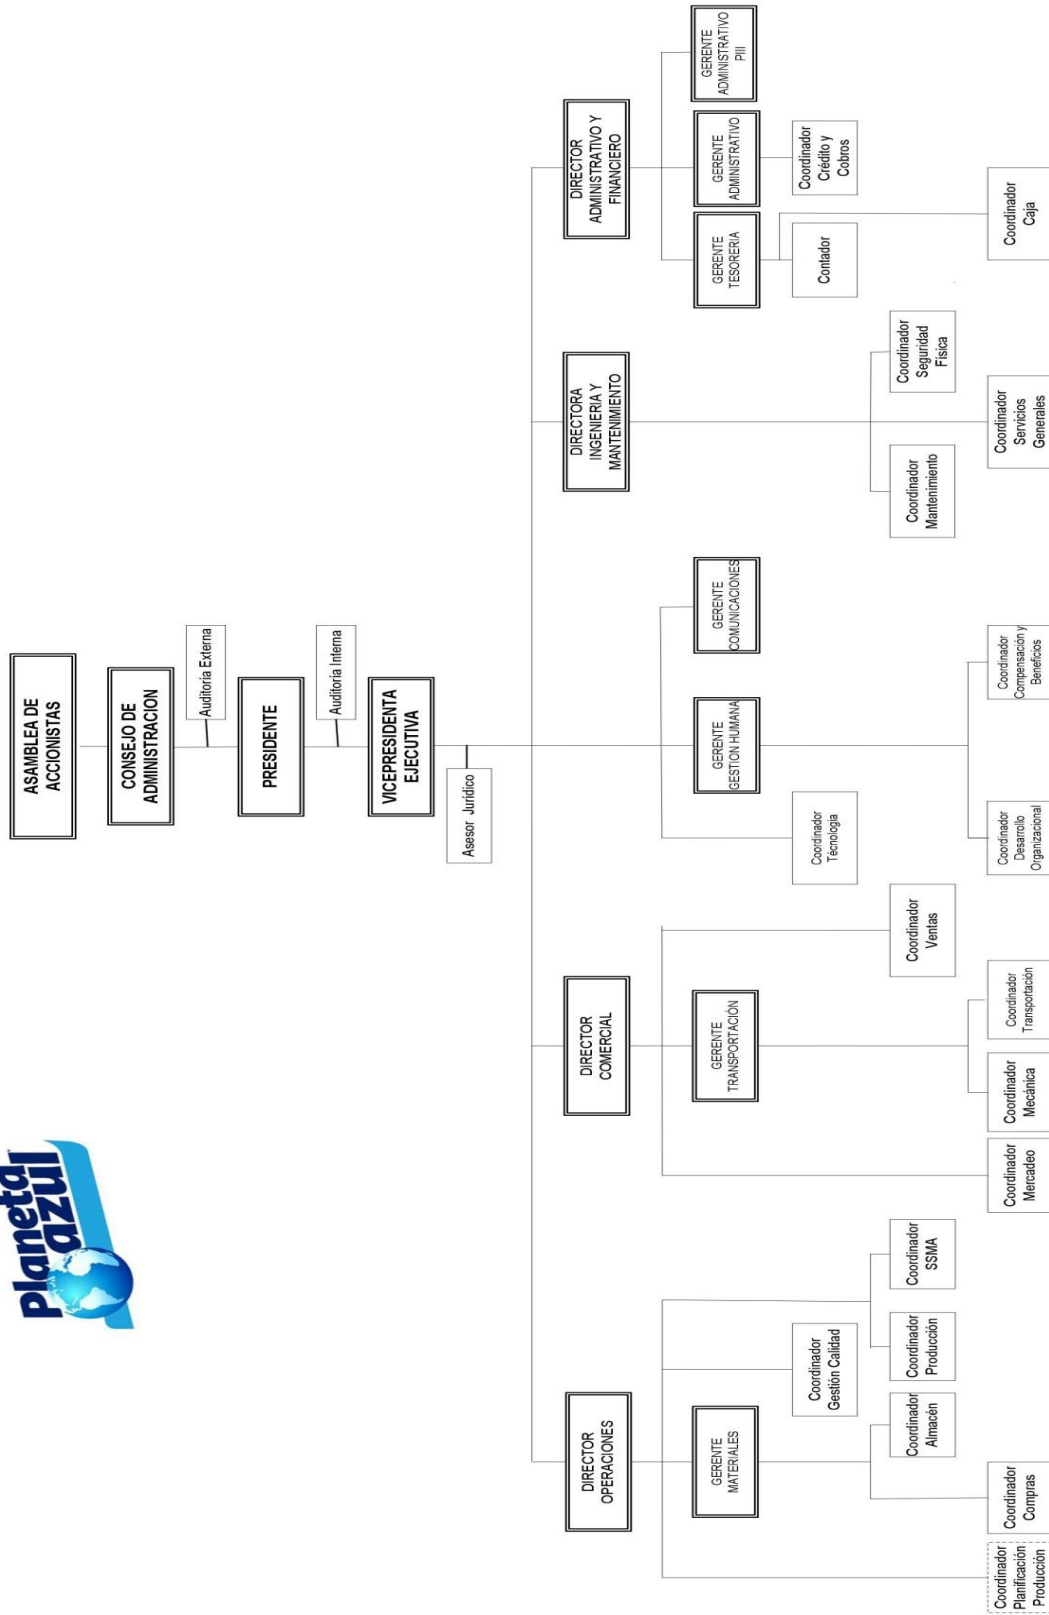 Planeta
azul
ASAMBLEA DE
ACCIONISTAS
CONSEJO DE
ADMINISTRACION
Auditoría Externa
PRESIDENTE
Auditoría Interna
VICEPRESIDENTA
EJECUTIVA
Asesor Jurídico
DIRECTOR
OPERACIONES
DIRECTOR
COMERCIAL
DIRECTORA
INGENIERIA Y
MANTENIMIENTO
DIRECTOR
ADMINISTRATIVO Y
FINANCIERO
GERENTE
MATERIALES
GERENTE
TRANSPORTACIÓN
GERENTE
GESTION HUMANA
GERENTE
COMUNICACIONES
GERENTE
TESORERIA
GERENTE
ADMINISTRATIVO
GERENTE
ADMINISTRATIVO
PIII
Coordinador
Gestión Calidad
Coordinador
Técnologia
Contador
Coordinador
Crédito y
Cobros
Coordinador
Almacén
Coordinador
Producción
Coordinador
SSMA
Coordinador
Ventas
Coordinador
Mantenimiento
Coordinador
Seguridad
Física
Coordinador
Planificación
Producción
Coordinador
Compras
Coordinador
Mercadeo
Coordinador
Mecánica
Coordinador
Transportación
Coordinador
Desarrollo
Organizacional
Coordinador
Compensación y
Beneficios
Coordinador
Servicios
Generales
Coordinador
Caja